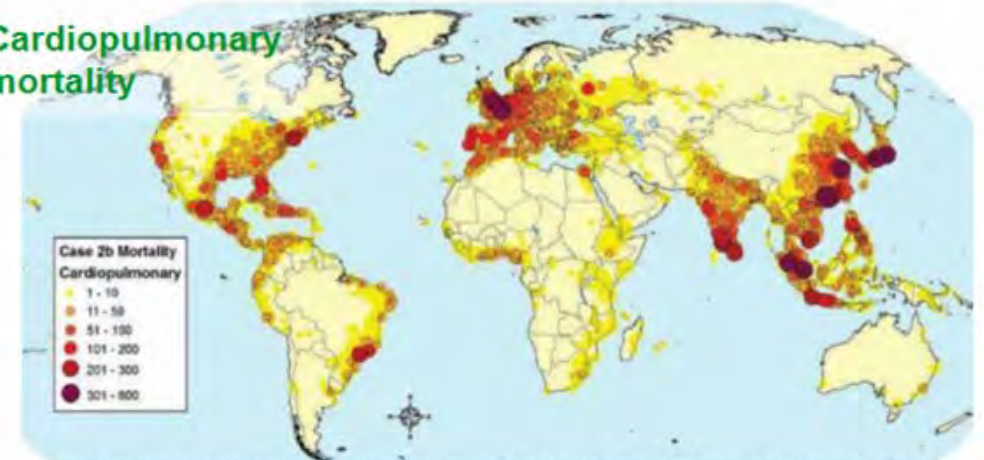 Cardiopulmonary
mortality
Case 2b Mortality
Cardiopulmonary
1 - 10
11 - 50
51 - 100
101 - 200
201 - 300
301 - 800